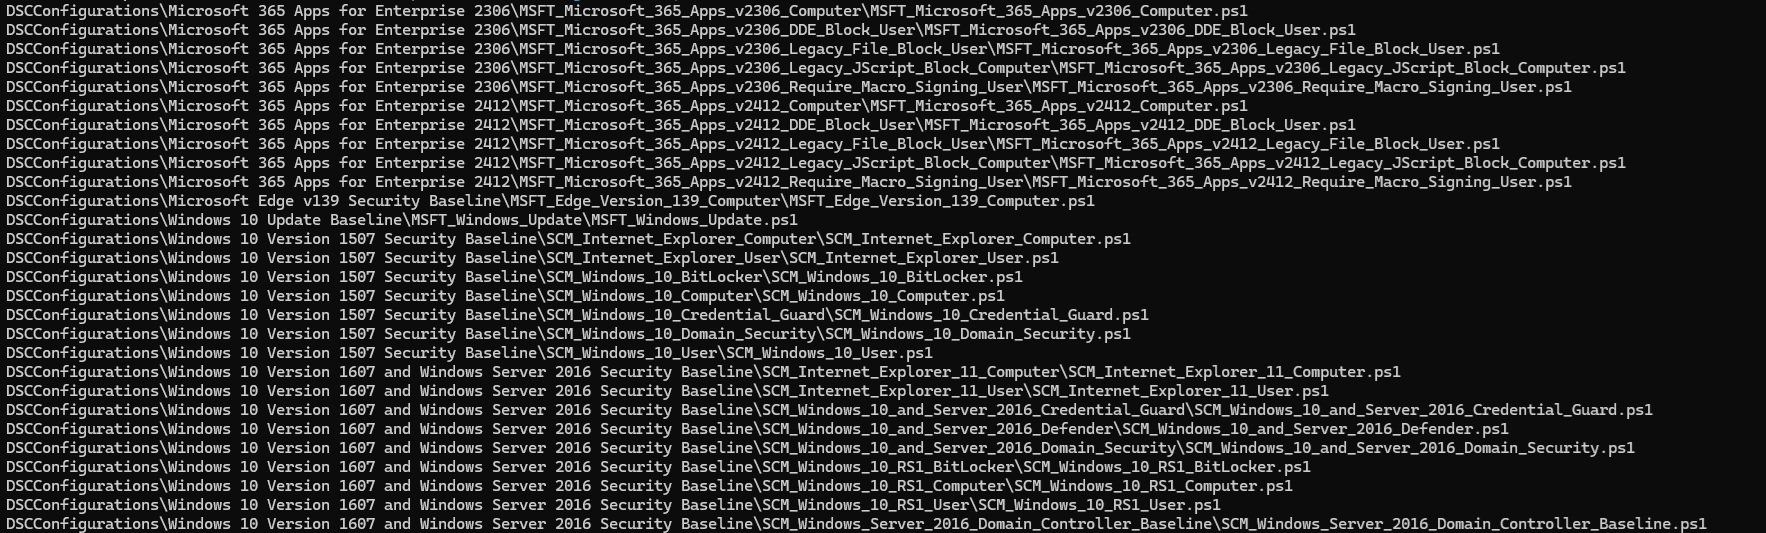 DSCConfigurations\Microsoft 365 Apps for Enterprise 2306\MSFT_Microsoft_365_Apps_v2306_Computer\MSFT_Microsoft_365_Apps_v2306_Computer.ps1
DSCConfigurations\Microsoft 365 Apps for Enterprise 2306\MSFT_Microsoft_365_Apps_v2306_DDE_Block_User\MSFT_Microsoft_365_Apps_v2306_DDE_Block_User.ps1
DSCConfigurations\Microsoft 365 Apps for Enterprise 2306\MSFT_Microsoft_365_Apps_v2306_Legacy_File_Block_User\MSFT_Microsoft_365_Apps_v2306_Legacy_File_Block_User.ps1
DSCConfigurations\Microsoft 365 Apps for Enterprise 2306\MSFT_Microsoft_365_Apps_v2306_Legacy_JScript_Block_Computer\MSFT_Microsoft_365_Apps_v2306_Legacy_JScript_Block_Computer.ps1
DSCConfigurations\Microsoft 365 Apps for Enterprise 2306\MSFT_Microsoft_365_Apps_v2306_Require_Macro_Signing_User\MSFT_Microsoft_365_Apps_v2306_Require_Macro_Signing_User.ps1
DSCConfigurations\Microsoft 365 Apps for Enterprise 2412\MSFT_Microsoft_365_Apps_v2412_Computer\MSFT_Microsoft_365_Apps_v2412_Computer.ps1
DSCConfigurations\Microsoft 365 Apps for Enterprise 2412\MSFT_Microsoft_365_Apps_v2412_DDE_Block_User\MSFT_Microsoft_365_Apps_v2412_DDE_Block_User.ps1
DSCConfigurations\Microsoft 365 Apps for Enterprise 2412\MSFT_Microsoft_365_Apps_v2412_Legacy_File_Block_User\MSFT_Microsoft_365_Apps_v2412_Legacy_File_Block_User.ps1
DSCConfigurations\Microsoft 365 Apps for Enterprise 2412\MSFT_Microsoft_365_Apps_v2412_Legacy_JScript_Block_Computer\MSFT_Microsoft_365_Apps_v2412_Legacy_JScript_Block_Computer.ps1
DSCConfigurations\Microsoft 365 Apps for Enterprise 2412\MSFT_Microsoft_365_Apps_v2412_Require_Macro_Signing_User\MSFT_Microsoft_365_Apps_v2412_Require_Macro_Signing_User.ps1
DSCConfigurations\Microsoft Edge v139 Security Baseline\MSFT_Edge_Version_139_Computer\MSFT_Edge_Version_139_Computer.ps1
DSCConfigurations\Windows 10 Update Baseline\MSFT_Windows_Update\MSFT_Windows_Update.ps1
DSCConfigurations\Windows 10 Version 1507 Security Baseline\SCM_Internet_Explorer_Computer\SCM_Internet_Explorer_Computer.ps1
DSCConfigurations\Windows 10 Version 1507 Security Baseline\SCM_Internet_Explorer_User\SCM_Internet_Explorer_User.ps1
DSCConfigurations\Windows 10 Version 1507 Security Baseline\SCM_Windows_10_BitLocker\SCM_Windows_10_BitLocker.ps1
DSCConfigurations\Windows 10 Version 1507 Security Baseline\SCM_Windows_10_Computer\SCM_Windows_10_Computer.ps1
DSCConfigurations\Windows 10 Version 1507 Security Baseline\SCM_Windows_10_Credential_Guard\SCM_Windows_10_Credential_Guard.ps1
DSCConfigurations\Windows 10 Version 1507 Security Baseline\SCM_Windows_10_Domain_Security\SCM_Windows_10_Domain_Security.ps1
DSCConfigurations\Windows 10 Version 1507 Security Baseline\SCM_Windows_10_User\SCM_Windows_10_User.ps1
DSCConfigurations\Windows 10 Version 1607 and Windows Server 2016 Security Baseline\SCM_Internet_Explorer_11_Computer\SCM_Internet_Explorer_11_Computer.ps1
DSCConfigurations\Windows 10 Version 1607 and Windows Server 2016 Security Baseline\SCM_Internet_Explorer_11_User\SCM_Internet_Explorer_11_User.ps1
DSCConfigurations\Windows 10 Version 1607 and Windows Server 2016 Security Baseline\SCM_Windows_10_and_Server_2016_Credential_Guard\SCM_Windows_10_and_Server_2016_Credential_Guard.ps1
DSCConfigurations\Windows 10 Version 1607 and Windows Server 2016 Security Baseline\SCM_Windows_10_and_Server_2016_Defender\SCM_Windows_10_and_Server_2016_Defender.ps1
DSCConfigurations\Windows 10 Version 1607 and Windows Server 2016 Security Baseline\SCM_Windows_10_and_Server_2016_Domain_Security\SCM_Windows_10_and_Server_2016_Domain_Security.ps1
DSCConfigurations\Windows 10 Version 1607 and Windows Server 2016 Security Baseline\SCM_Windows_10_RS1_BitLocker\SCM_Windows_10_RS1_BitLocker.ps1
DSCConfigurations\Windows 10 Version 1607 and Windows Server 2016 Security Baseline\SCM_Windows_10_RS1_Computer\SCM_Windows_10_RS1_Computer.ps1
DSCConfigurations\Windows 10 Version 1607 and Windows Server 2016 Security Baseline\SCM_Windows_10_RS1_User\SCM_Windows_10_RS1_User.ps1
DSCConfigurations\Windows 10 Version 1607 and Windows Server 2016 Security Baseline\SCM_Windows_Server_2016_Domain_Controller_Baseline\SCM_Windows_Server_2016_Domain_Controller_Baseline.ps1